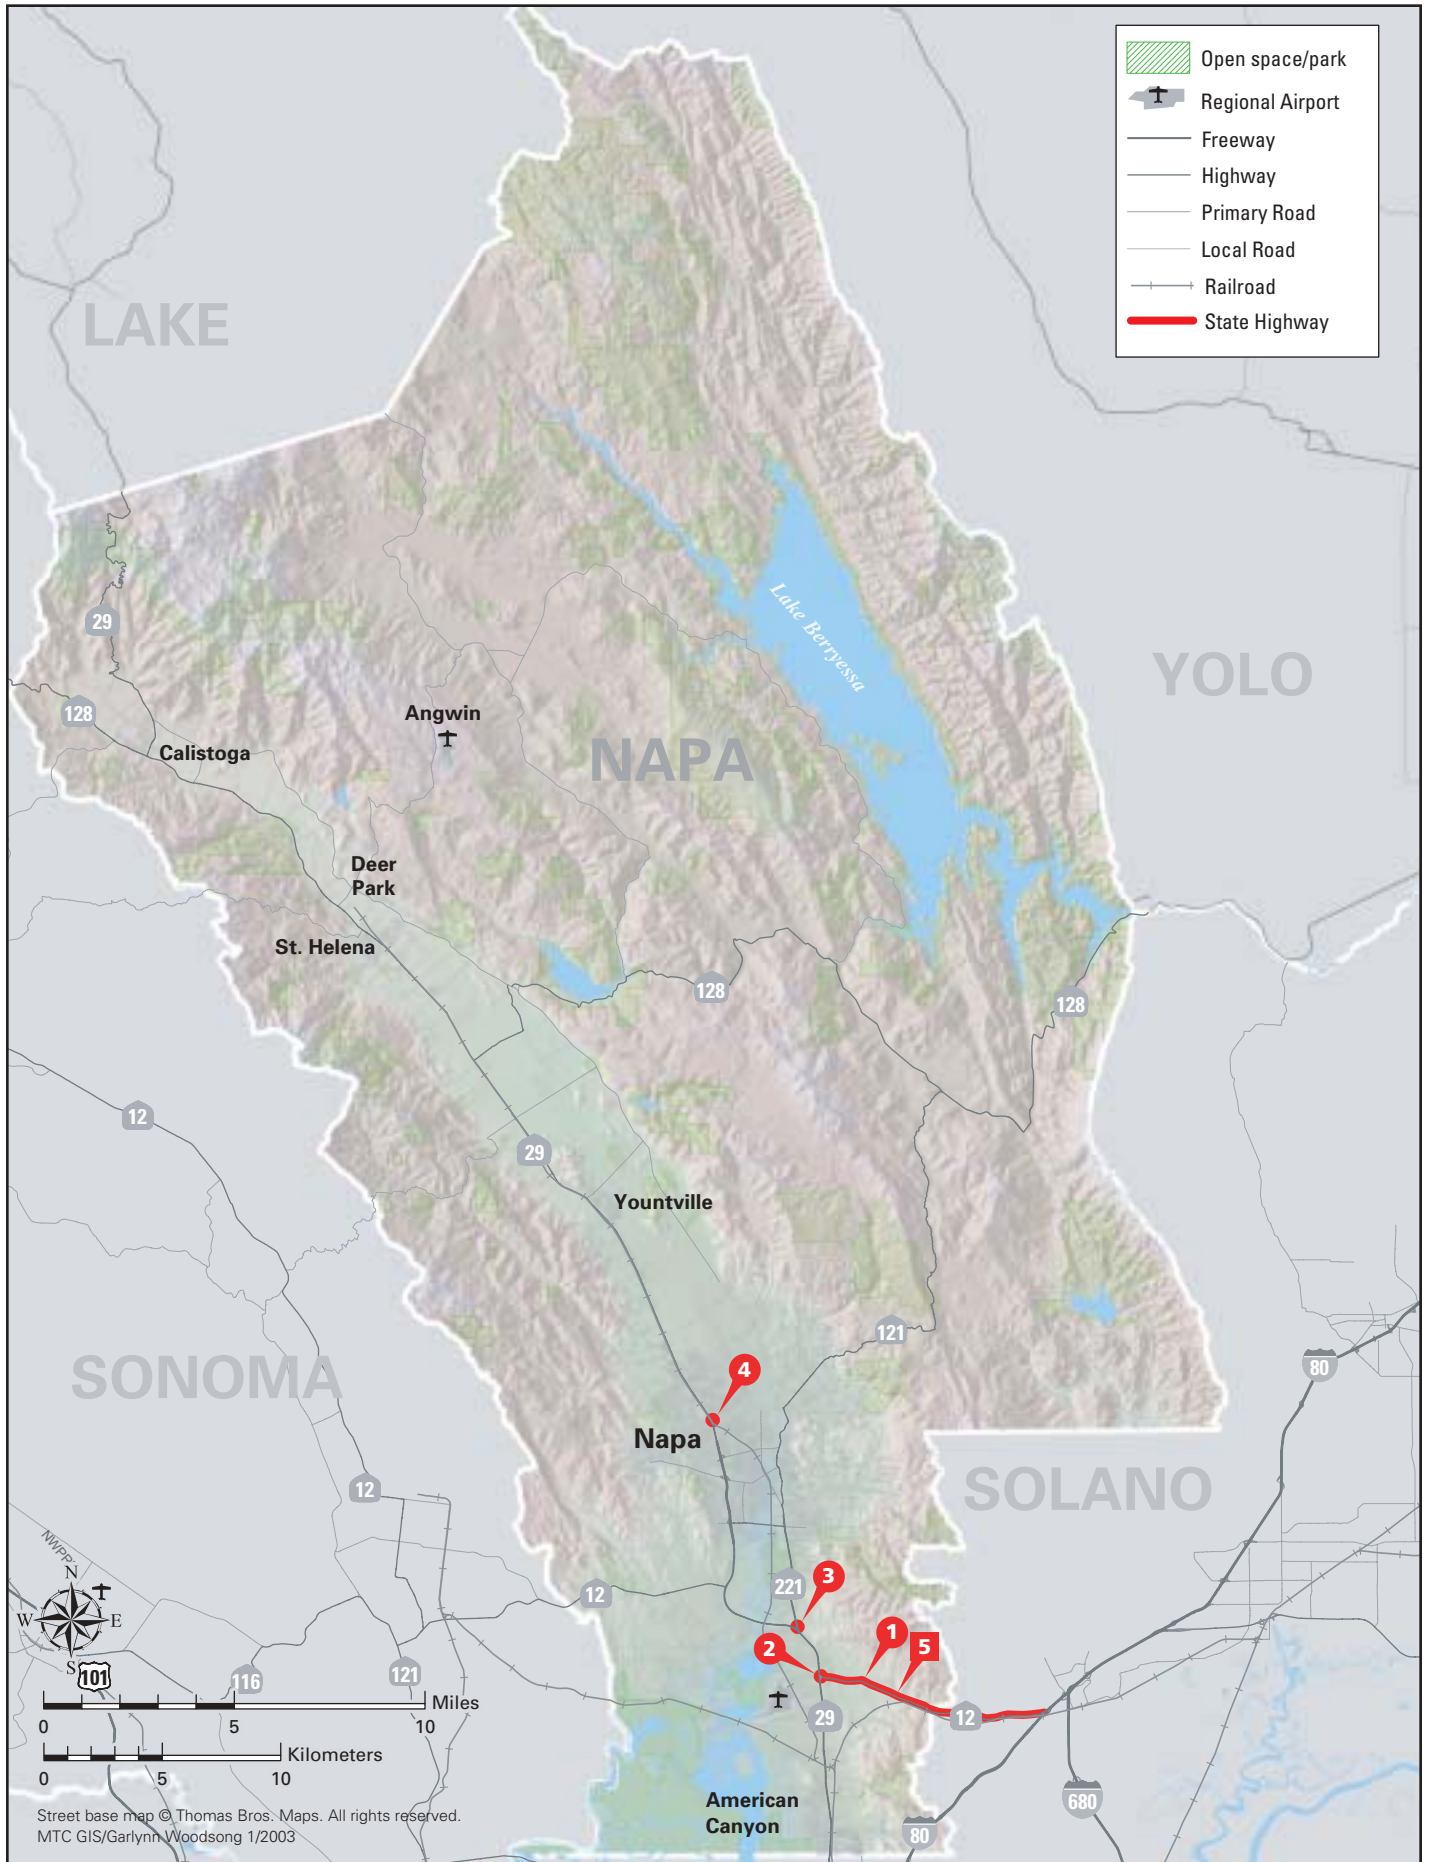 Open space/park
Regional Airport
Freeway
Highway
Primary Road
Local Road
Railroad
State Highway
LAKE
Lake Berryessa
29
YOLO
128
Angwin
NAPA
Calistoga
Deer
Park
St. Helena
128
128
12
29
Yountville
121
80
4
SONOMA
Napa
SOLANO
12
NWPRR
N
W
E
S
12
221
3
1
5
2
101
116
121
Miles
0
5
10
29
12
Kilometers
0
5
10
American
Canyon
680
80
Street base map © Thomas Bros. Maps. All rights reserved.
MTC GIS/Garlynn Woodsong 1/2003